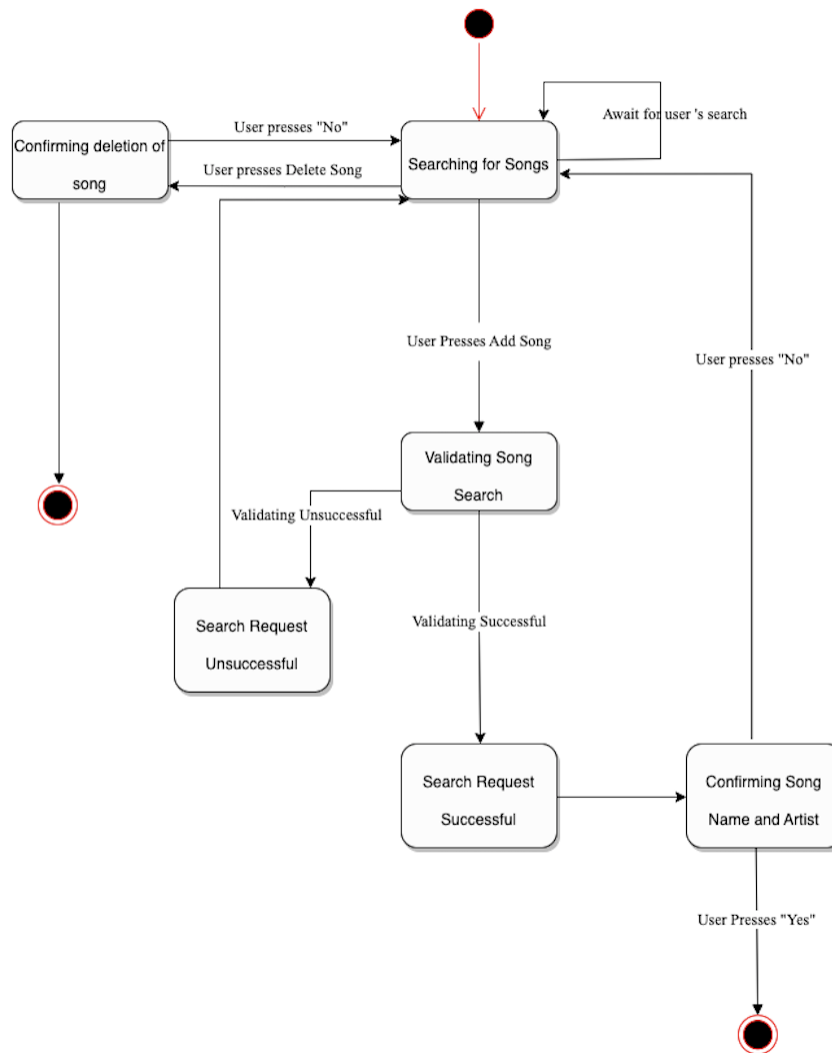 Await for user 's search
User presses "No"
Confirming deletion of
song
Searching for Songs
User presses Delete Song
User Presses Add Song
User presses "No"
Validating Song
Search
Validating Unsuccessful
Search Request
Unsuccessful
Validating Successful
Search Request
Successful
Confirming Song
Name and Artist
User Presses "Yes"